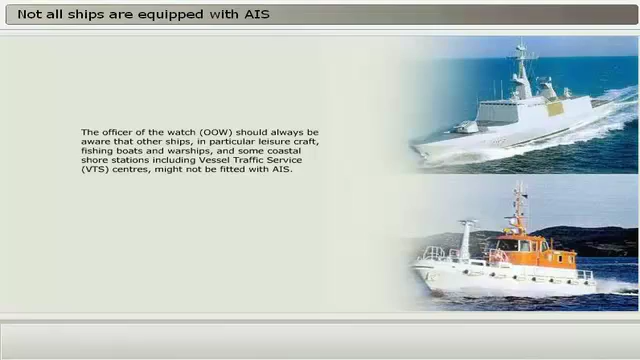 Not all ships are equipped with AIS
The officer of the watch (OOW) should always be
aware that other ships, in particular leisure craft,
fishing boats and warships, and some coastal
shore stations including Vessel Traffic Service
(VTS) centres, might not be fitted with AIS.